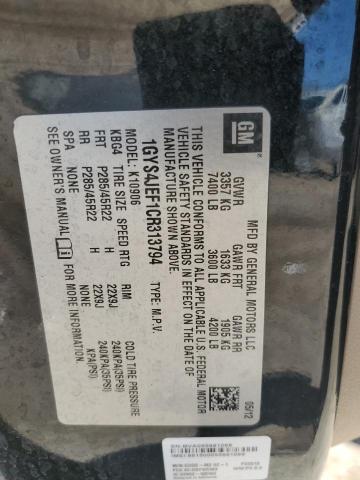 GM
MFD BY GENERAL MOTORS LLC 05/12
GVWR GAWR FRT GAWR RR
3357 KG 1633 KG 1905 KG
7400 LB 3600 LB 4200 LB
THIS VEHICLE CONFORMS TO ALL APPLICABLE U.S. FEDERAL MOTOR
VEHICLE SAFETY STANDARDS IN EFFECT ON THE DATE OF
MANUFACTURE SHOWN ABOVE.
1GYS4JEF1CR313794 TYPE: M.P.V.
MODEL: K10906
KBG4 TIRE SIZE SPEED RTG RIM COLD TIRE PRESSURE
FRT P285/45R22 H 22X9J 240KPA(35PSI)
RR P285/45R22 H 22X9J 240KPA(35PSI)
SPA NONE NONE KPA(PSI)
SEE OWNER'S MANUAL